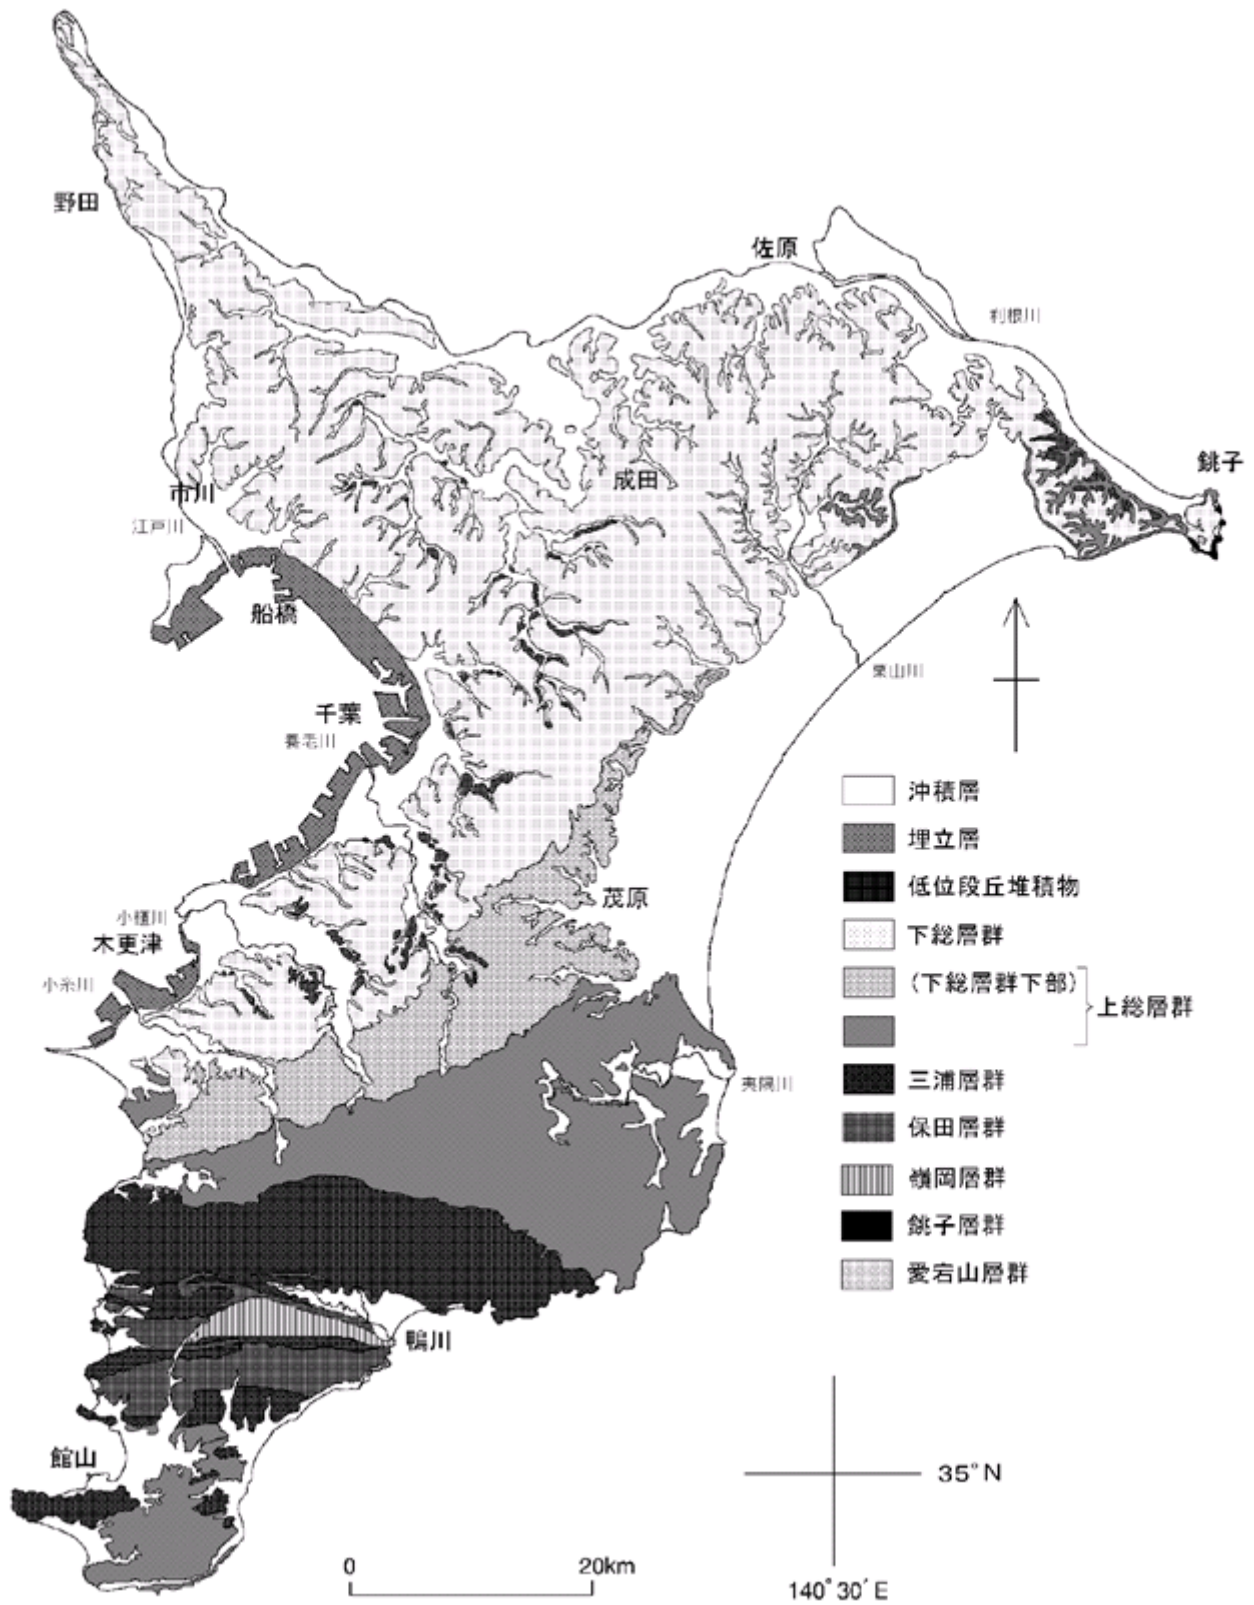 野田
佐原
利根川
銚子
成田
市川
江戸川
船橋
栗山川
千葉
養老川
沖積層
埋立層
低位段丘堆積物
下総層群
(下総層群下部)
上総層群
三浦層群
保田層群
嶺岡層群
銚子層群
愛宕山層群
茂原
小櫃川
木更津
小糸川
夷隅川
鴨川
館山
35°N
0 20km
140°30′E